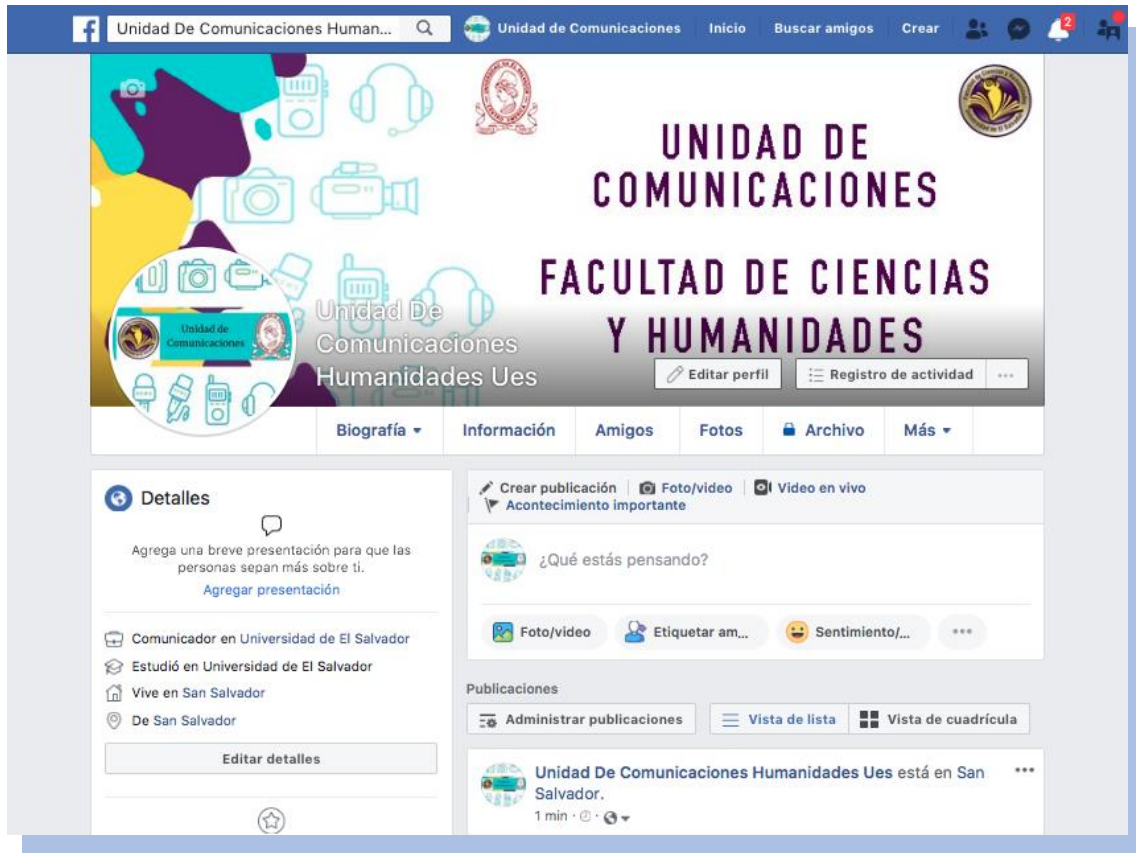 Unidad De Comunicaciones Human...
Unidad de Comunicaciones Inicio Buscar amigos Crear 2
UNIDAD DE
COMUNICACIONES
FACULTAD DE CIENCIAS
Y HUMANIDADES
Unidad de
Comunicaciones
Unidad De
Comunicaciones
Humanidades Ues
Editar perfil Registro de actividad ...
Biografía Información Amigos Fotos Archivo Más
Detalles
Agrega una breve presentación para que las
personas sepan más sobre ti.
Agregar presentación
Comunicador en Universidad de El Salvador
Estudió en Universidad de El Salvador
Vive en San Salvador
De San Salvador
Editar detalles
Crear publicación Foto/video Video en vivo
Acontecimiento importante
¿Qué estás pensando?
Foto/video Etiquetar am... Sentimiento/... ...
Publicaciones
Administrar publicaciones Vista de lista Vista de cuadrícula
Unidad De Comunicaciones Humanidades Ues está en San
Salvador.
1 min